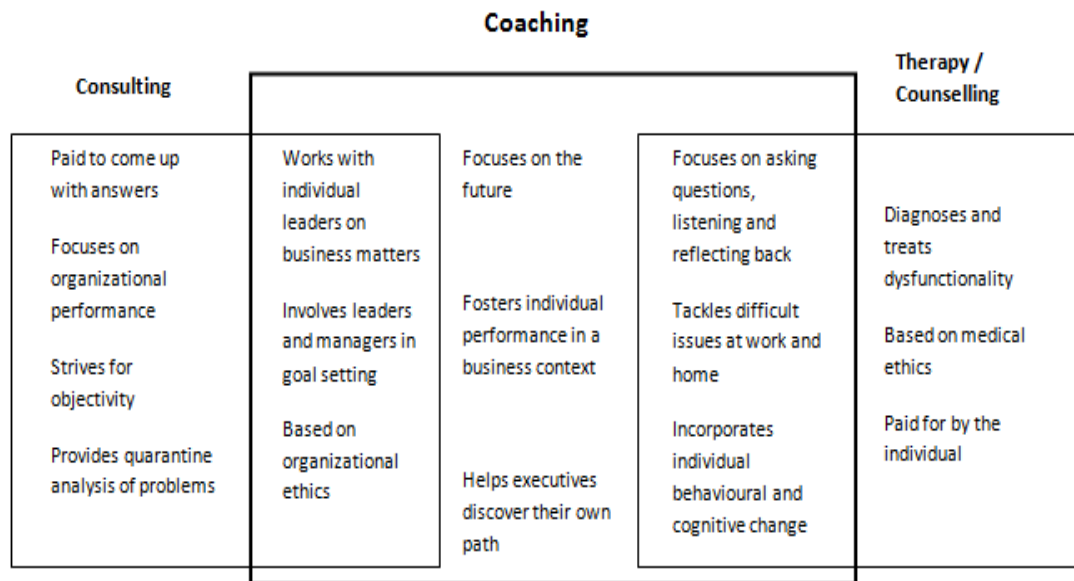 Coaching
Consulting
Therapy /
Counselling
Paid to come up
with answers
Focuses on
organizational
performance
Strives for
objectivity
Provides quarantine
analysis of problems
Works with
individual
leaders on
business matters
Involves leaders
and managers in
goal setting
Based on
organizational
ethics
Focuses on the
future
Fosters individual
performance in a
business context
Helps executives
discover their own
path
Focuses on asking
questions,
listening and
reflecting back
Tackles difficult
issues at work and
home
Incorporates
individual
behavioural and
cognitive change
Diagnoses and
treats
dysfunctionality
Based on medical
ethics
Paid for by the
individual